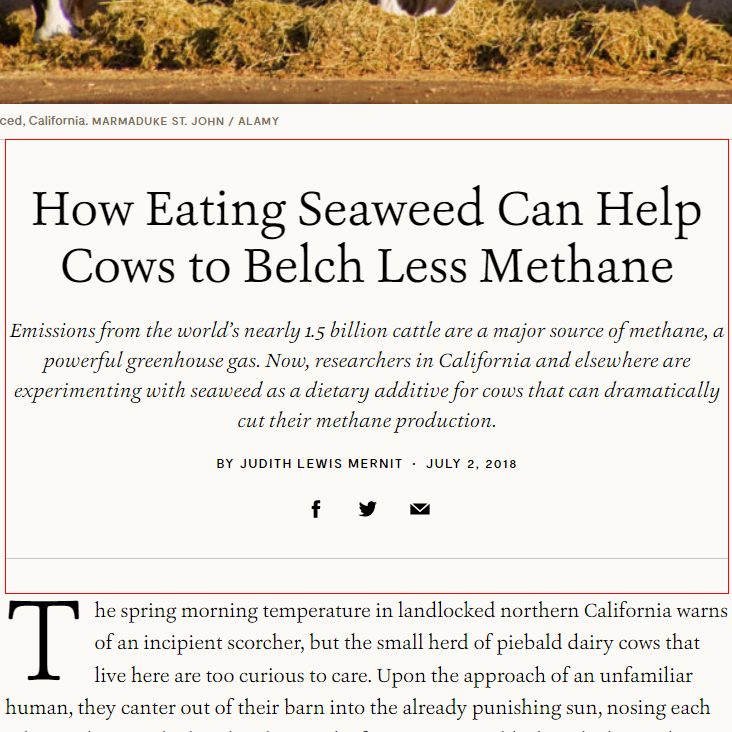 ced, California. MARMADUKE ST. JOHN / ALAMY
How Eating Seaweed Can Help
Cows to Belch Less Methane
Emissions from the world’s nearly 1.5 billion cattle are a major source of methane, a
powerful greenhouse gas. Now, researchers in California and elsewhere are
experimenting with seaweed as a dietary additive for cows that can dramatically
cut their methane production.
BY JUDITH LEWIS MERNIT · JULY 2, 2018
The spring morning temperature in landlocked northern California warns
of an incipient scorcher, but the small herd of piebald dairy cows that
live here are too curious to care. Upon the approach of an unfamiliar
human, they canter out of their barn into the already punishing sun, nosing each